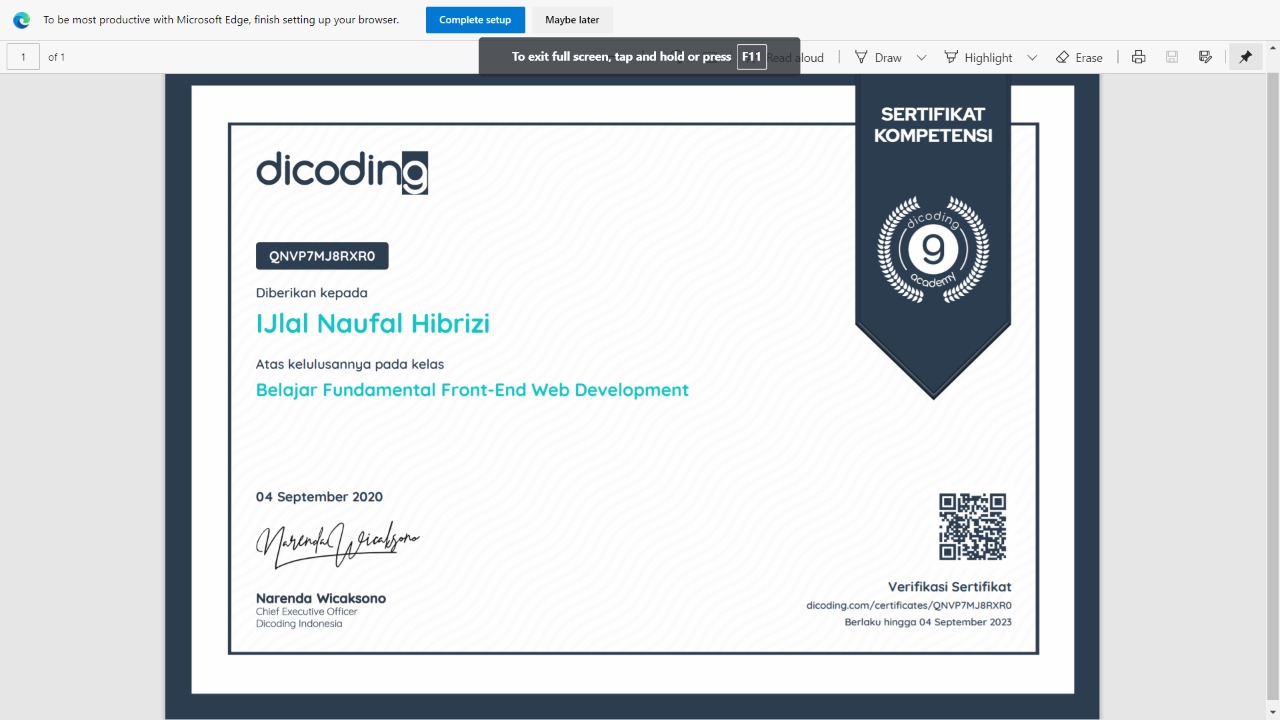 To be most productive with Microsoft Edge, finish setting up your browser. Complete setup Maybe later
1 of 1 To exit full screen, tap and hold or press F11 Read aloud Draw Highlight Erase
SERTIFIKAT
KOMPETENSI
dicoding
dicoding
9
academy
QNVP7MJ8RXR0
Diberikan kepada
IJlal Naufal Hibrizi
Atas kelulusannya pada kelas
Belajar Fundamental Front-End Web Development
04 September 2020
Narenda Wicaksono
Narenda Wicaksono
Chief Executive Officer
Dicoding Indonesia
Verifikasi Sertifikat
dicoding.com/certificates/QNVP7MJ8RXR0
Berlaku hingga 04 September 2023